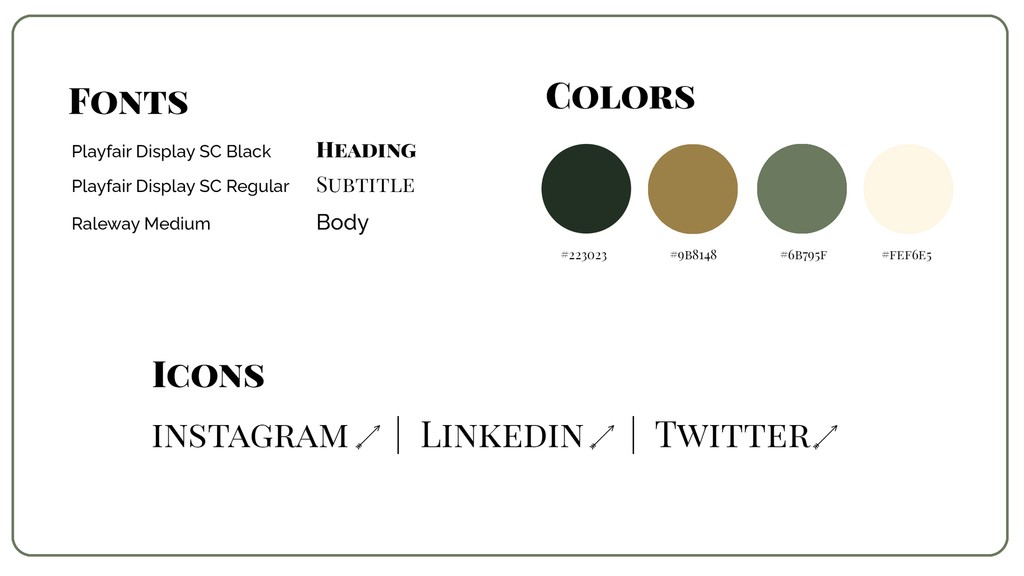 Fonts
Playfair Display SC Black Heading
Playfair Display SC Regular Subtitle
Raleway Medium Body
Colors
#223023 #9B8148 #6B795F #FEF6E5
Icons
instagram | Linkedin | Twitter